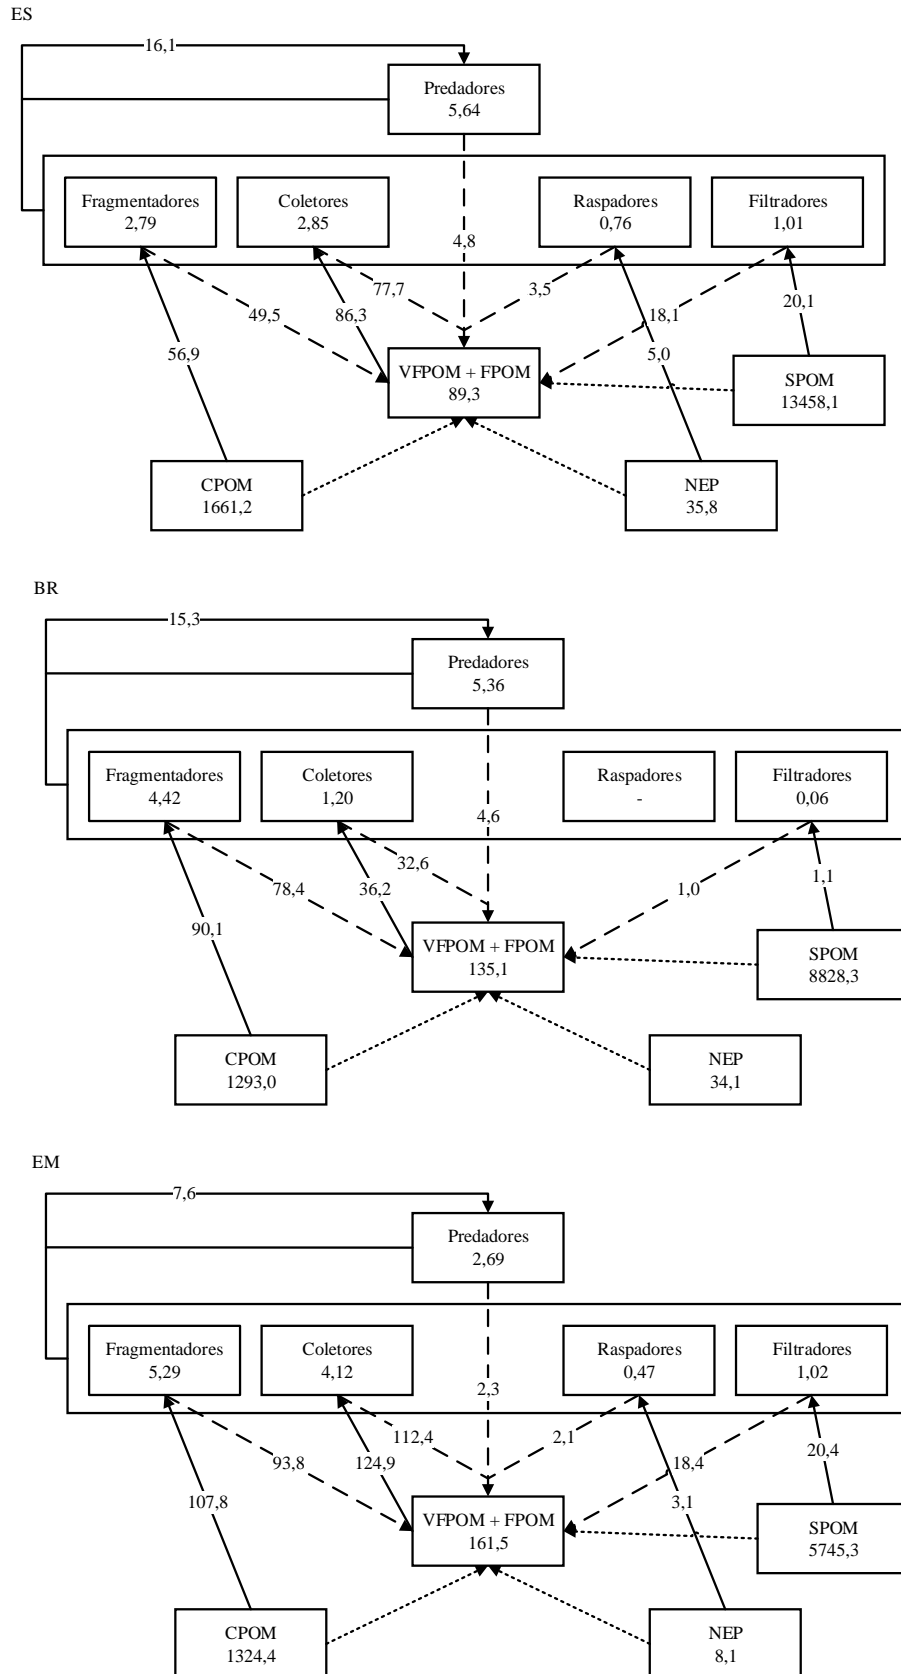 ES
16,1
Predadores
5,64
Fragmentadores
2,79
Coletores
2,85
Raspadores
0,76
Filtradores
1,01
4,8
77,7
3,5
49,5
86,3
18,1
20,1
56,9
5,0
VFPOM + FPOM
89,3
SPOM
13458,1
CPOM
1661,2
NEP
35,8
BR
15,3
Predadores
5,36
Fragmentadores
4,42
Coletores
1,20
Raspadores
-
Filtradores
0,06
4,6
32,6
78,4
36,2
1,0
1,1
90,1
VFPOM + FPOM
135,1
SPOM
8828,3
CPOM
1293,0
NEP
34,1
EM
7,6
Predadores
2,69
Fragmentadores
5,29
Coletores
4,12
Raspadores
0,47
Filtradores
1,02
2,3
112,4
2,1
93,8
124,9
18,4
20,4
107,8
3,1
VFPOM + FPOM
161,5
SPOM
5745,3
CPOM
1324,4
NEP
8,1